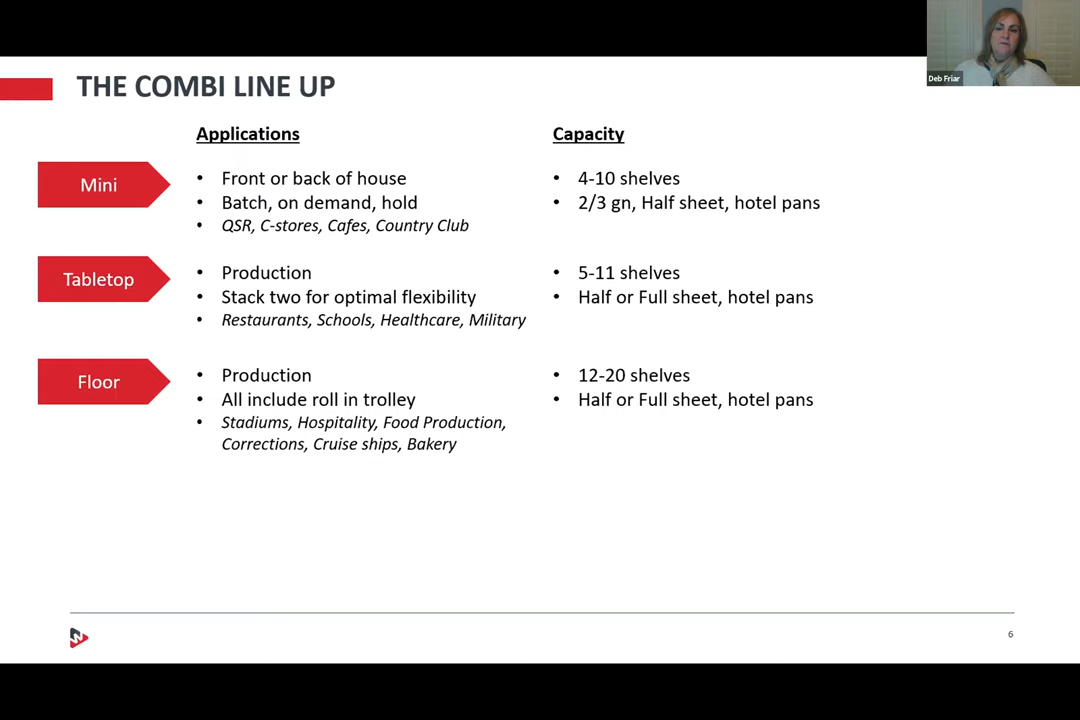 Deb Friar
THE COMBI LINE UP
Applications
Capacity
Mini
• Front or back of house
• Batch, on demand, hold
• QSR, C-stores, Cafes, Country Club
• 4-10 shelves
• 2/3 gn, Half sheet, hotel pans
Tabletop
• Production
• Stack two for optimal flexibility
• Restaurants, Schools, Healthcare, Military
• 5-11 shelves
• Half or Full sheet, hotel pans
Floor
• Production
• All include roll in trolley
• Stadiums, Hospitality, Food Production,
Corrections, Cruise ships, Bakery
• 12-20 shelves
• Half or Full sheet, hotel pans
6